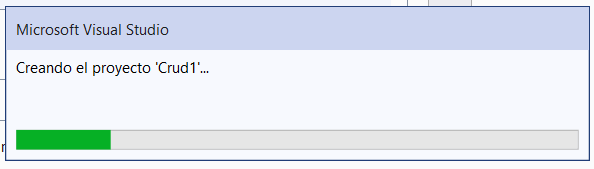 Microsoft Visual Studio
Creando el proyecto 'Crud1'...